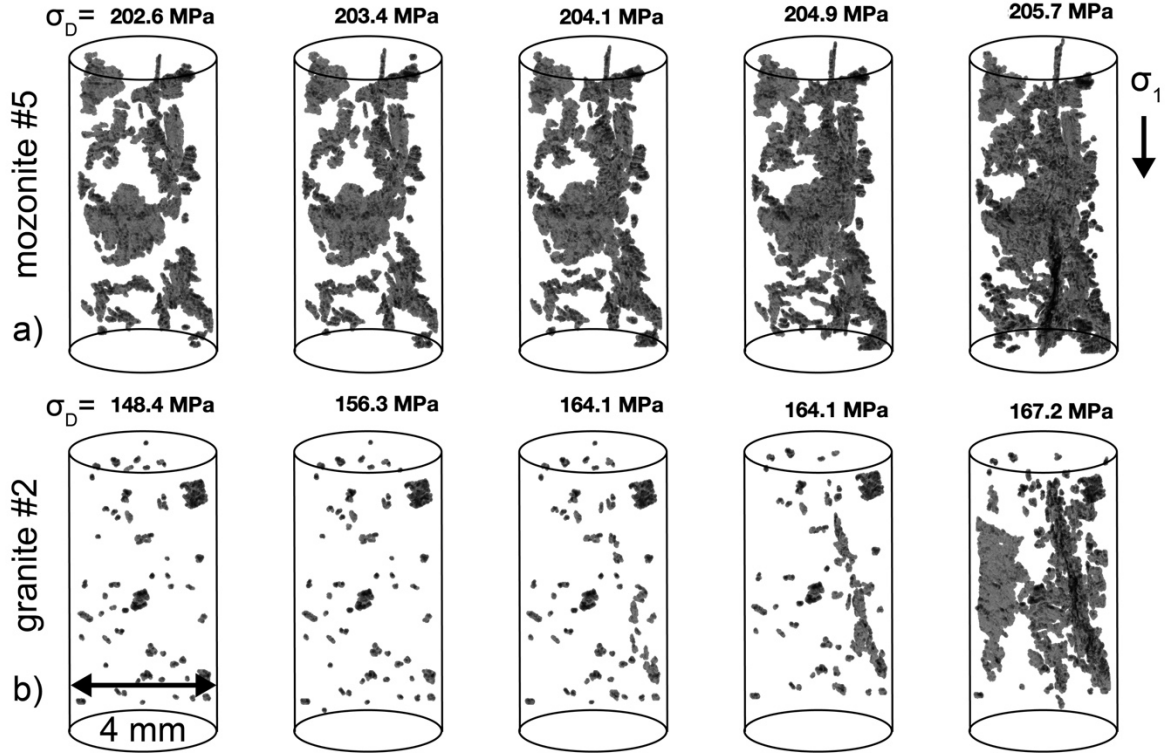 σD= 202.6 MPa 203.4 MPa 204.1 MPa 204.9 MPa 205.7 MPa
σ1
mozonite #5
a)
σD= 148.4 MPa 156.3 MPa 164.1 MPa 164.1 MPa 167.2 MPa
granite #2
b)
4 mm